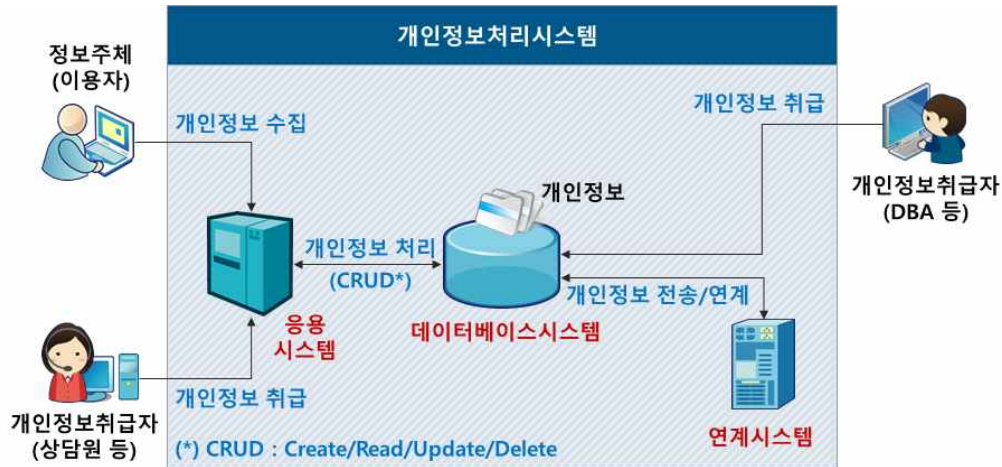 개인정보처리시스템
정보주체
(이용자)
개인정보 수집
개인정보 취급
개인정보취급자
(DBA 등)
개인정보
개인정보 처리
(CRUD*)
개인정보 전송/연계
응용
시스템
데이터베이스시스템
개인정보취급자
(상담원 등)
개인정보 취급
연계시스템
(*) CRUD : Create/Read/Update/Delete